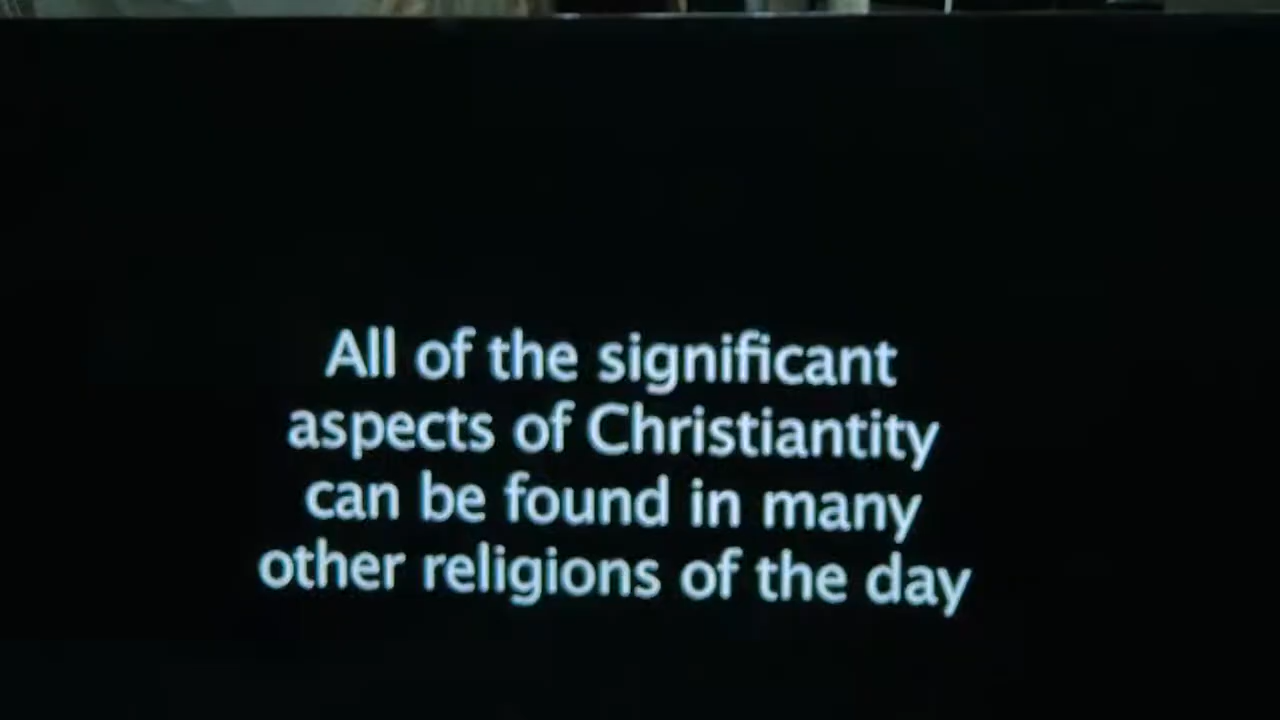 All of the significant
aspects of Christiantity
can be found in many
other religions of the day